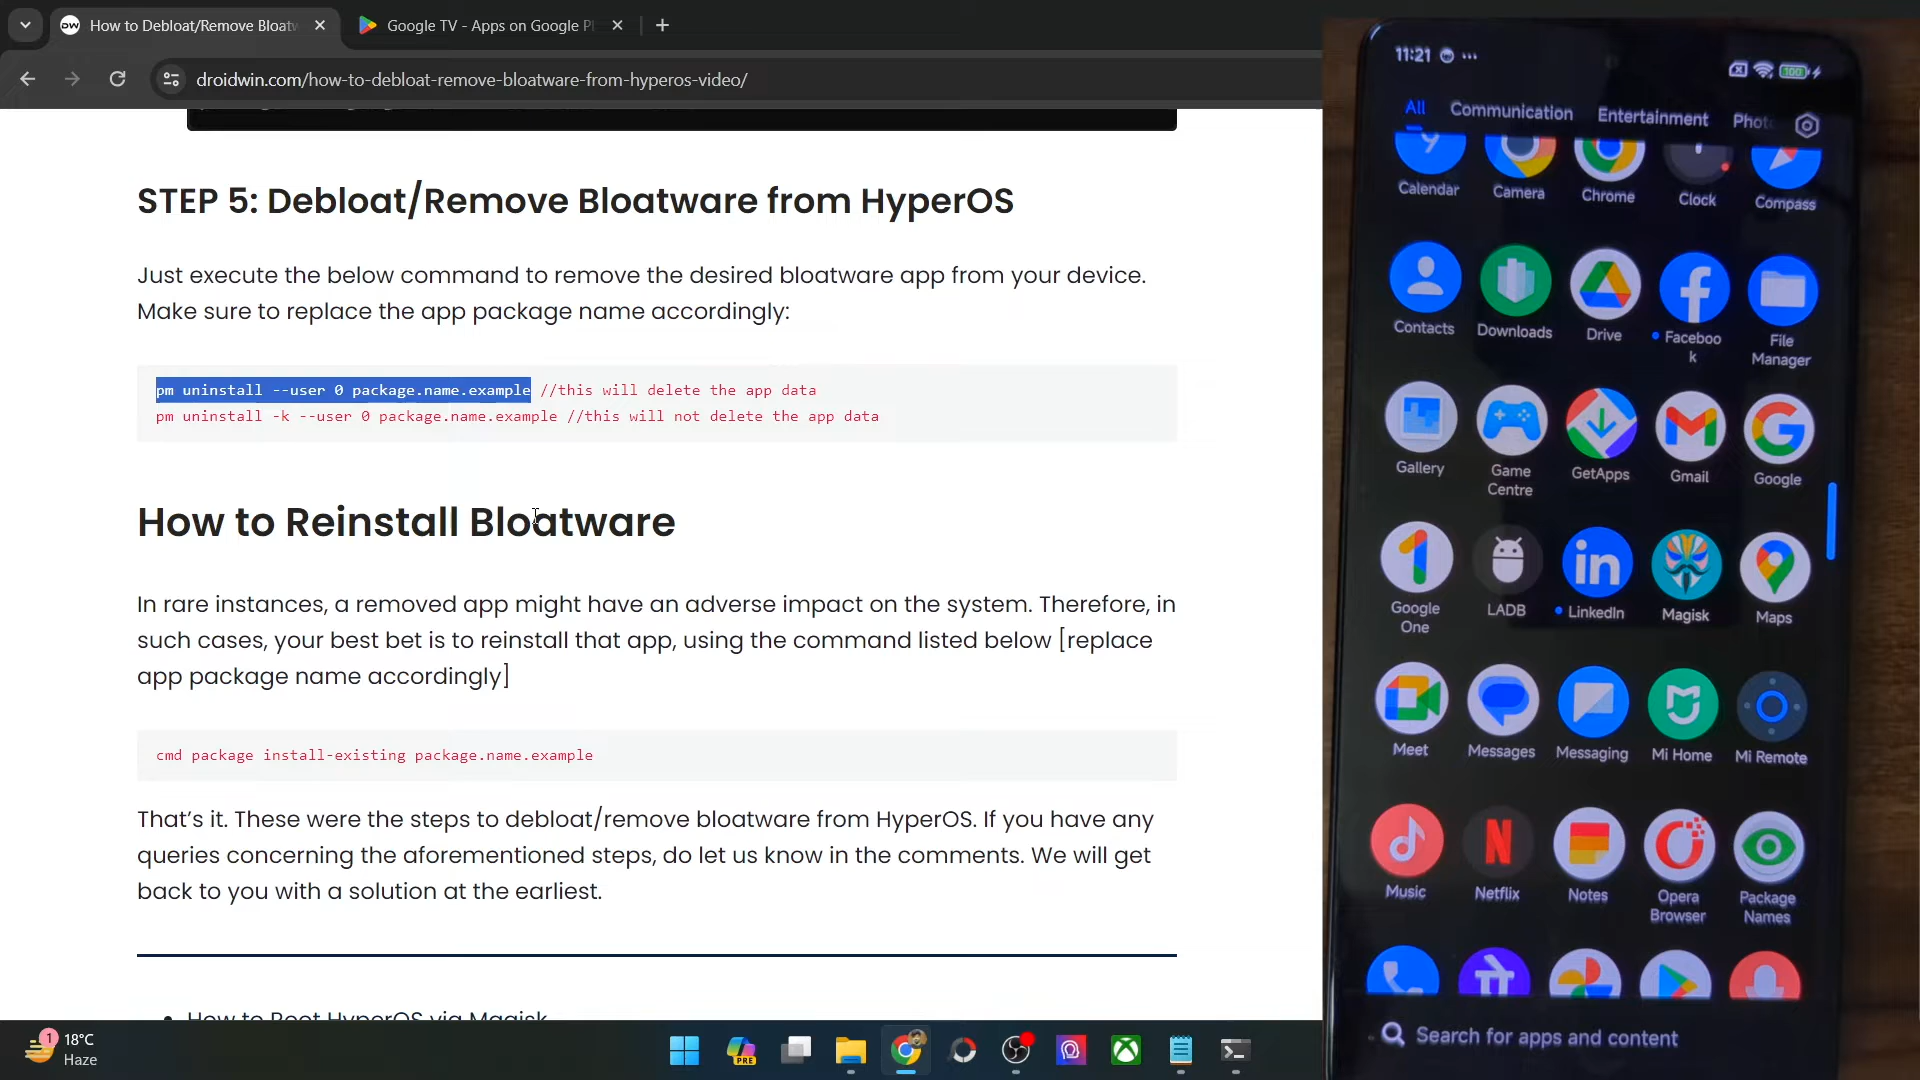 How to Debloat/Remove Bloatw
Google TV - Apps on Google Pl
droidwin.com/how-to-debloat-remove-bloatware-from-hyperos-video/
STEP 5: Debloat/Remove Bloatware from HyperOS
Just execute the below command to remove the desired bloatware app from your device.
Make sure to replace the app package name accordingly:
pm uninstall --user 0 package.name.example //this will delete the app data
pm uninstall -k --user 0 package.name.example //this will not delete the app data
How to Reinstall Bloatware
In rare instances, a removed app might have an adverse impact on the system. Therefore, in
such cases, your best bet is to reinstall that app, using the command listed below [replace
app package name accordingly]
cmd package install-existing package.name.example
That's it. These were the steps to debloat/remove bloatware from HyperOS. If you have any
queries concerning the aforementioned steps, do let us know in the comments. We will get
back to you with a solution at the earliest.
How to Root HyperOS via Magisk
1
18°C
Haze
PRE
11:21
100
All Communication Entertainment Phot
Calendar Camera Chrome Clock Compass
Contacts Downloads Drive Faceboo File
k Manager
Gallery Game GetApps Gmail Google
Centre
Google LADB LinkedIn Magisk Maps
One
Meet Messages Messaging Mi Home Mi Remote
Music Netflix Notes Opera Package
Browser Names
Search for apps and content